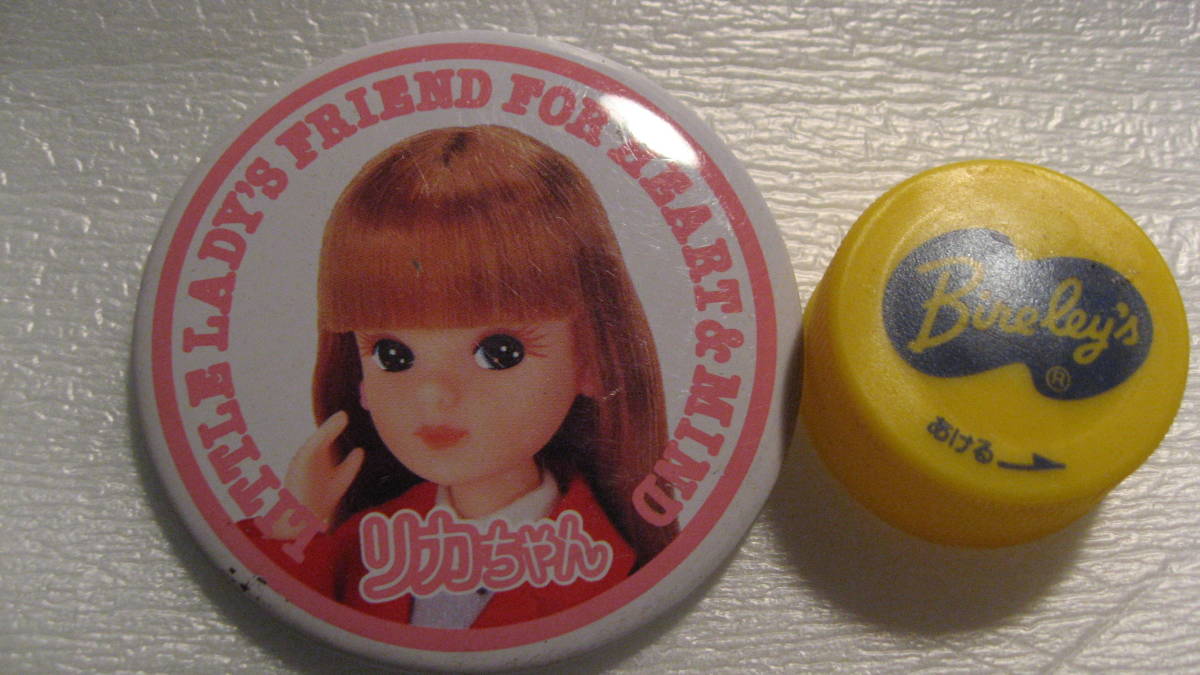 LITTLE LADY'S FRIEND FOR HEART & MIND
リカちゃん
Bireley's
®
あける